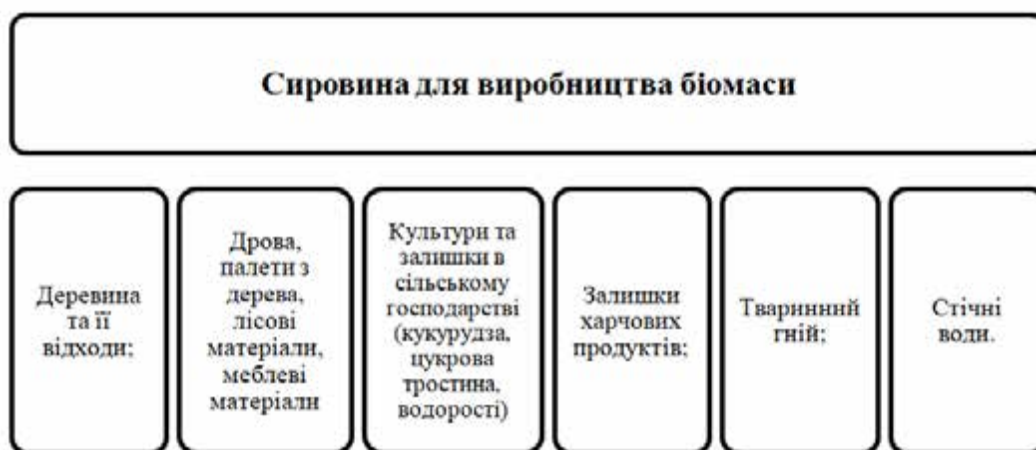 Сировина для виробництва біомаси
Деревина
та її
відходи;
Дрова,
палети з
дерева,
лісові
матеріали,
меблеві
матеріали
Культури та
залишки в
сільському
господарстві
(кукурудза,
цукрова
тростина,
водорості)
Залишки
харчових
продуктів;
Тваринний
гній;
Стічні
води.